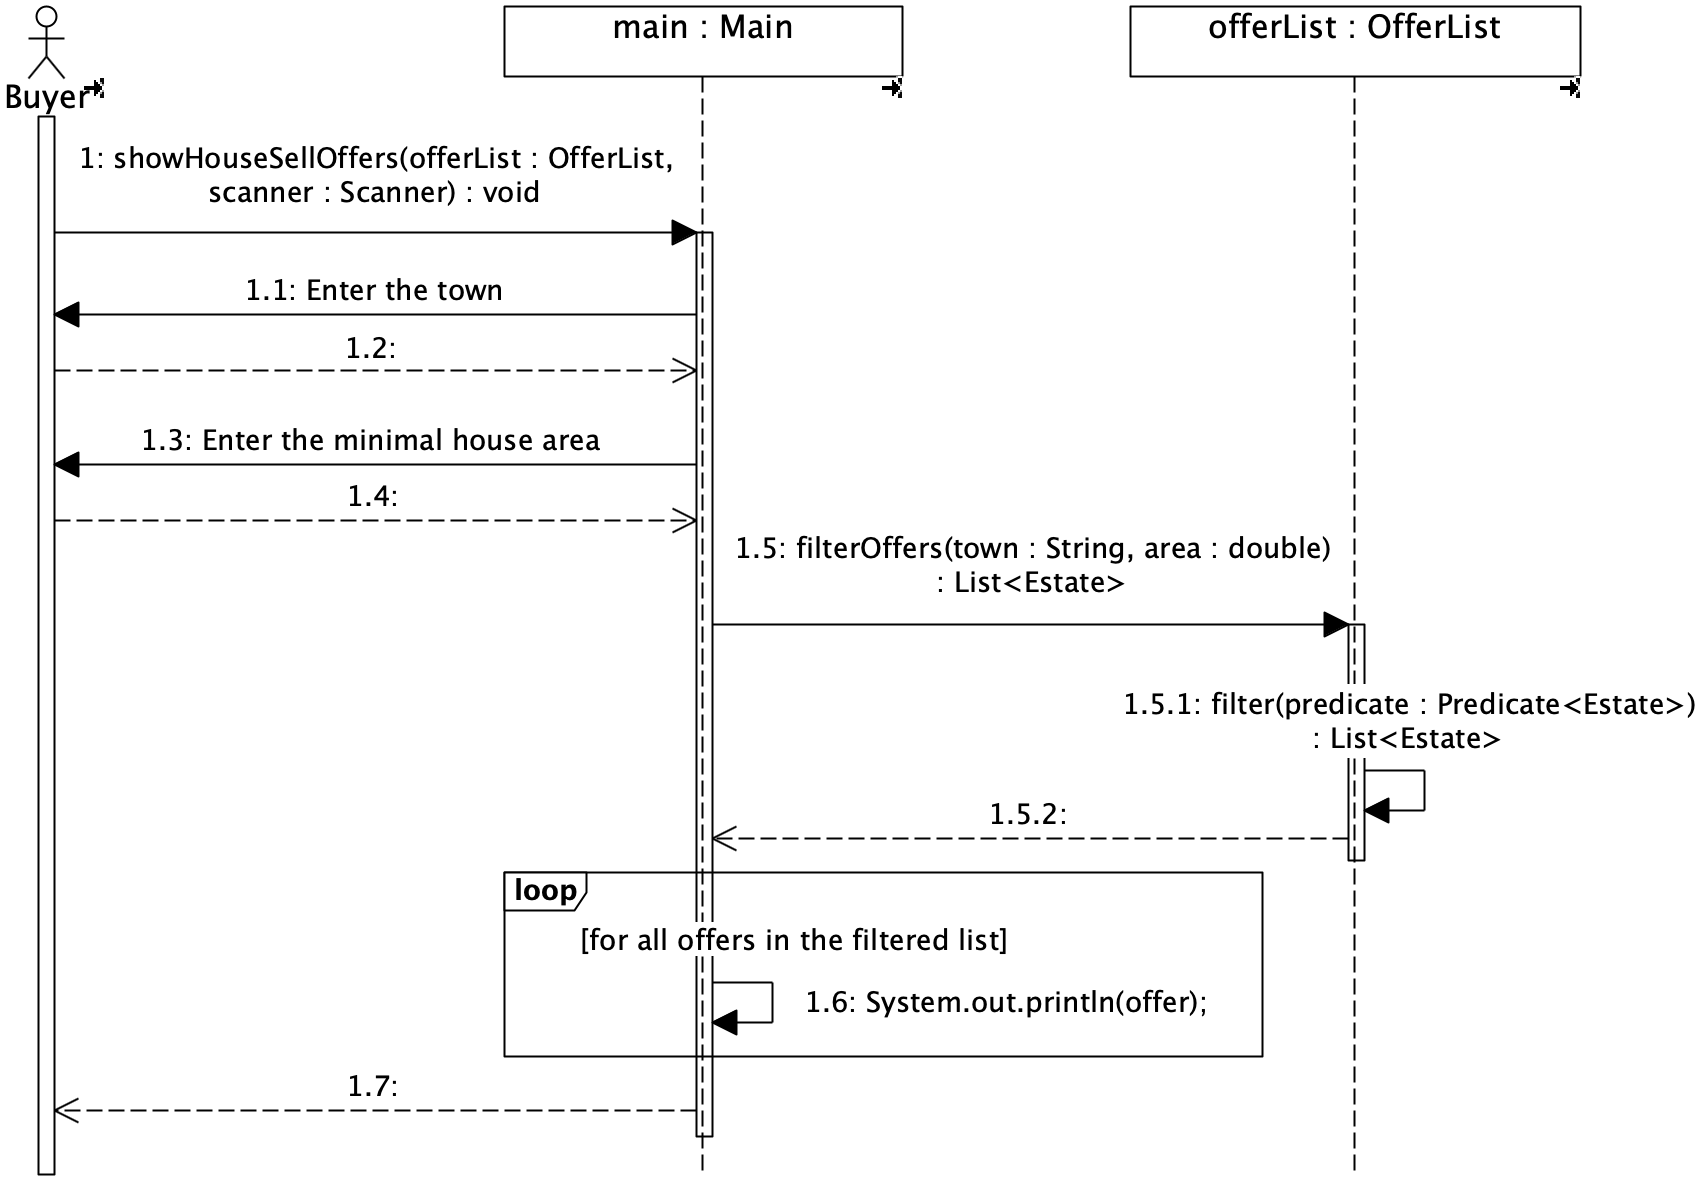 main : Main
offerList : OfferList
Buyer
1: showHouseSellOffers(offerList : OfferList,
scanner : Scanner) : void
1.1: Enter the town
1.2:
1.3: Enter the minimal house area
1.4:
1.5: filterOffers(town : String, area : double)
: List<Estate>
1.5.1: filter(predicate : Predicate<Estate>)
: List<Estate>
1.5.2:
loop
[for all offers in the filtered list]
1.6: System.out.println(offer);
1.7: